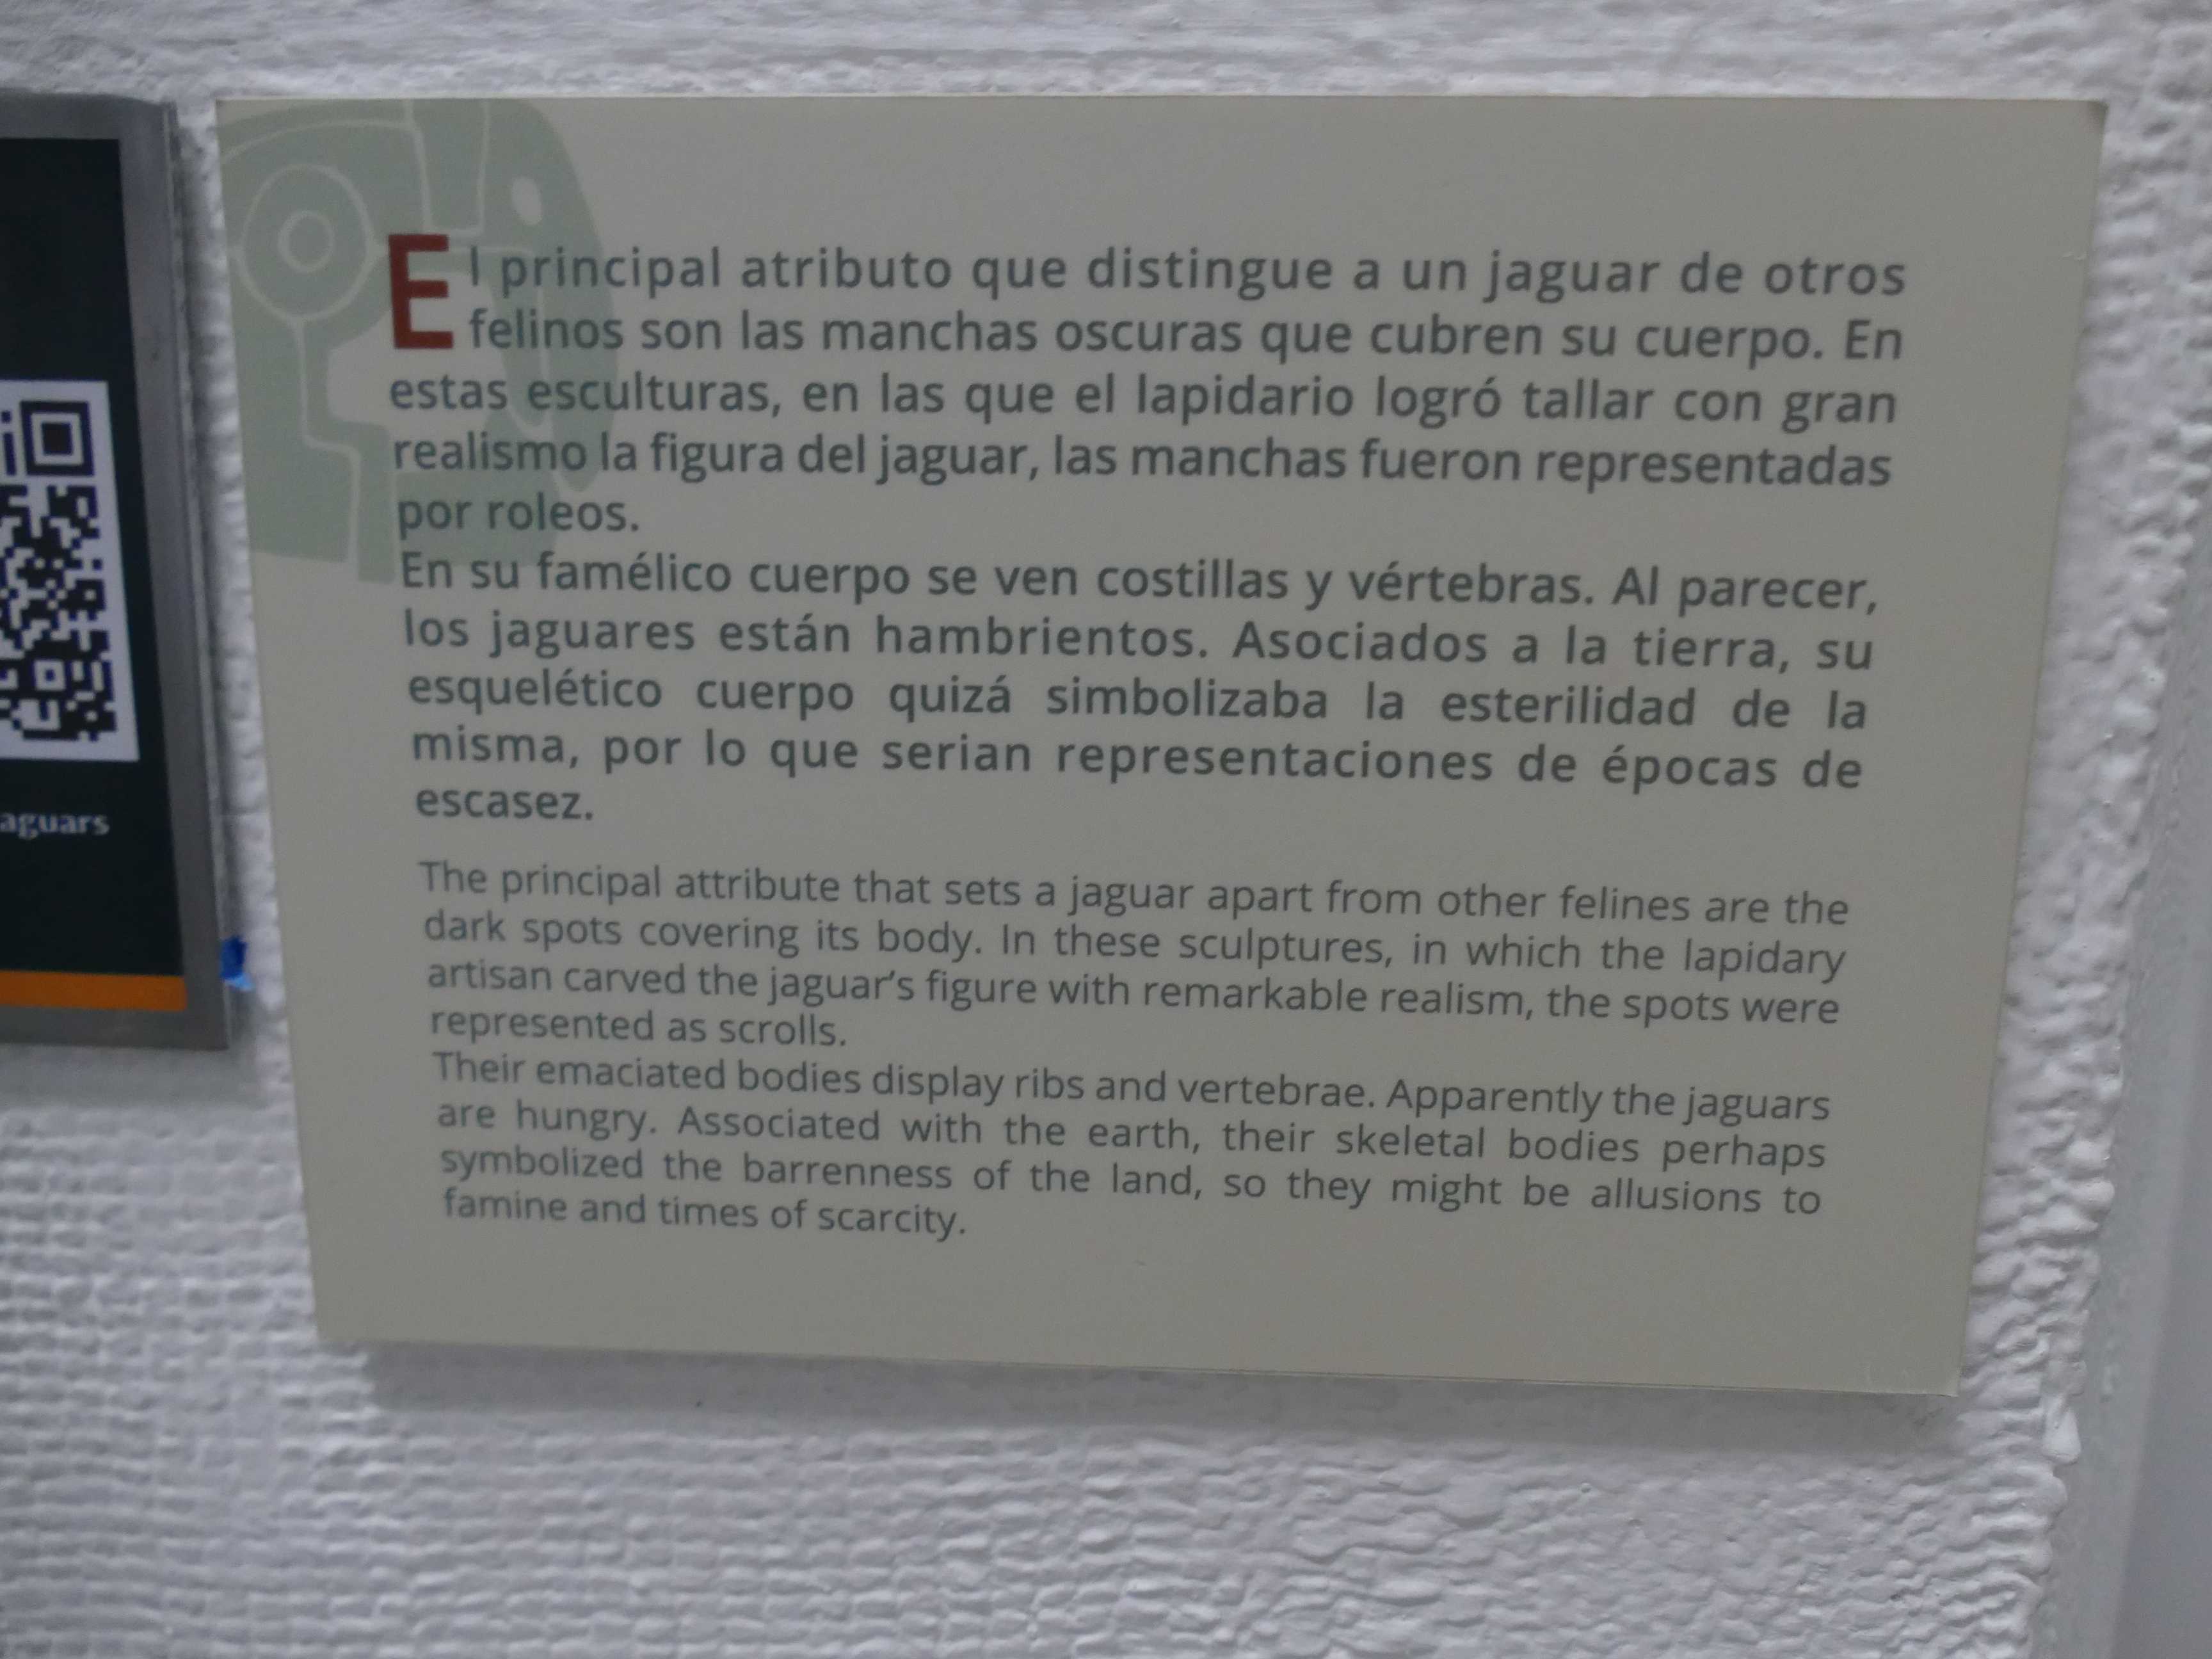 El principal atributo que distingue a un jaguar de otros
felinos son las manchas oscuras que cubren su cuerpo. En
estas esculturas, en las que el lapidario logró tallar con gran
realismo la figura del jaguar, las manchas fueron representadas
por roleos.
En su famélico cuerpo se ven costillas y vértebras. Al parecer,
los jaguares están hambrientos. Asociados a la tierra, su
esquelético cuerpo quizá simbolizaba la esterilidad de la
misma, por lo que serian representaciones de épocas de
escasez.
The principal attribute that sets a jaguar apart from other felines are the
dark spots covering its body. In these sculptures, in which the lapidary
artisan carved the jaguar's figure with remarkable realism, the spots were
represented as scrolls.
Their emaciated bodies display ribs and vertebrae. Apparently the jaguars
are hungry. Associated with the earth, their skeletal bodies perhaps
symbolized the barrenness of the land, so they might be allusions to
famine and times of scarcity.
aguars